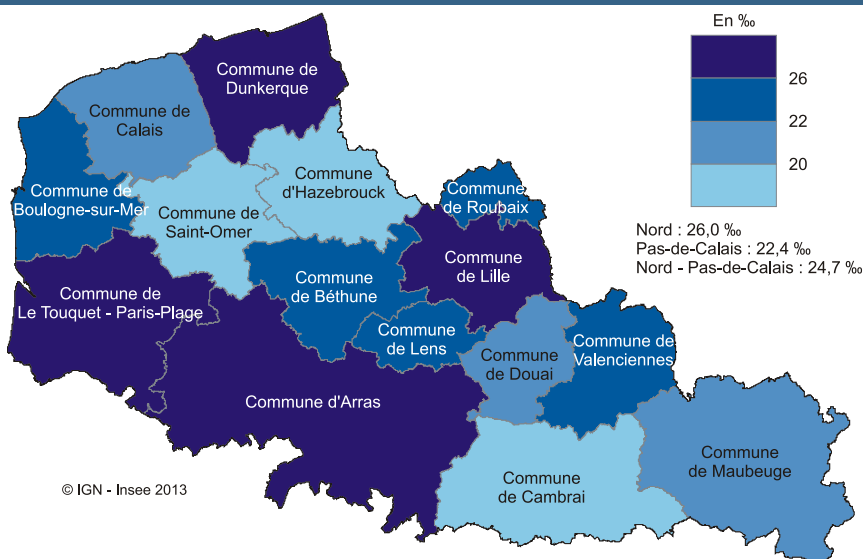 En ‰
26
22
20
Nord : 26,0 ‰
Pas-de-Calais : 22,4 ‰
Nord - Pas-de-Calais : 24,7 ‰
Commune de
Dunkerque
Commune de
Calais
Commune
d'Hazebrouck
Commune
de Roubaix
Commune de
Boulogne-sur-Mer
Commune de
Saint-Omer
Commune
de Lille
Commune
de Béthune
Commune de
Le Touquet - Paris-Plage
Commune
de Lens
Commune
de Douai
Commune de
Valenciennes
Commune d'Arras
Commune
de Maubeuge
Commune
de Cambrai
© IGN - Insee 2013